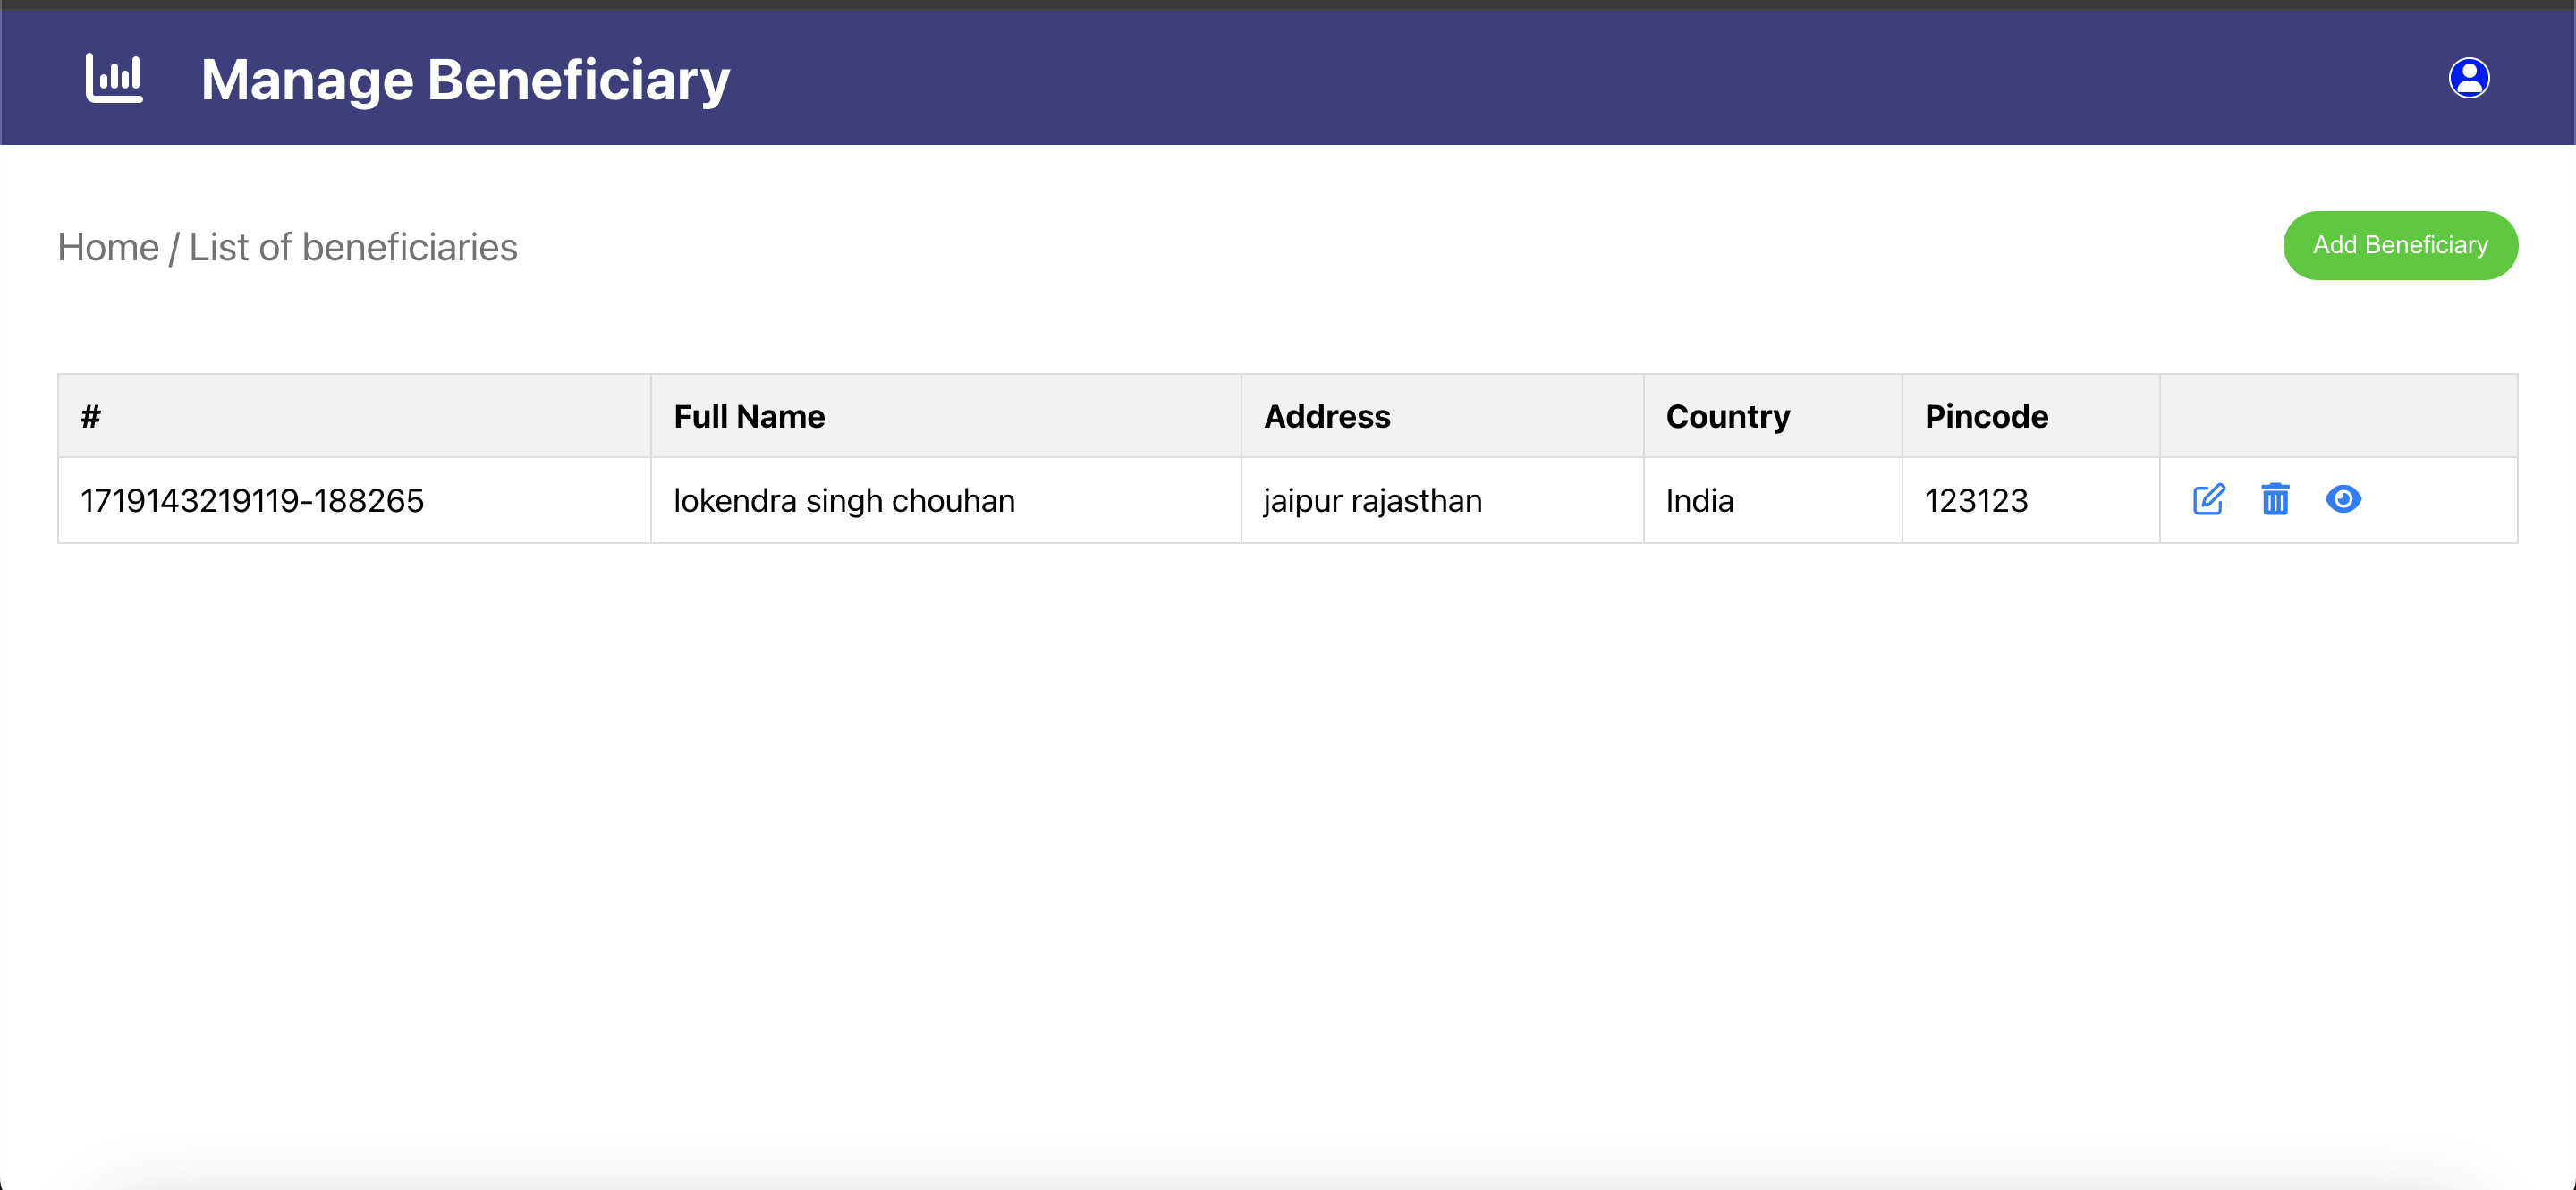 Manage Beneficiary
Home / List of beneficiaries
Add Beneficiary
# Full Name Address Country Pincode
1719143219119-188265 lokendra singh chouhan jaipur rajasthan India 123123